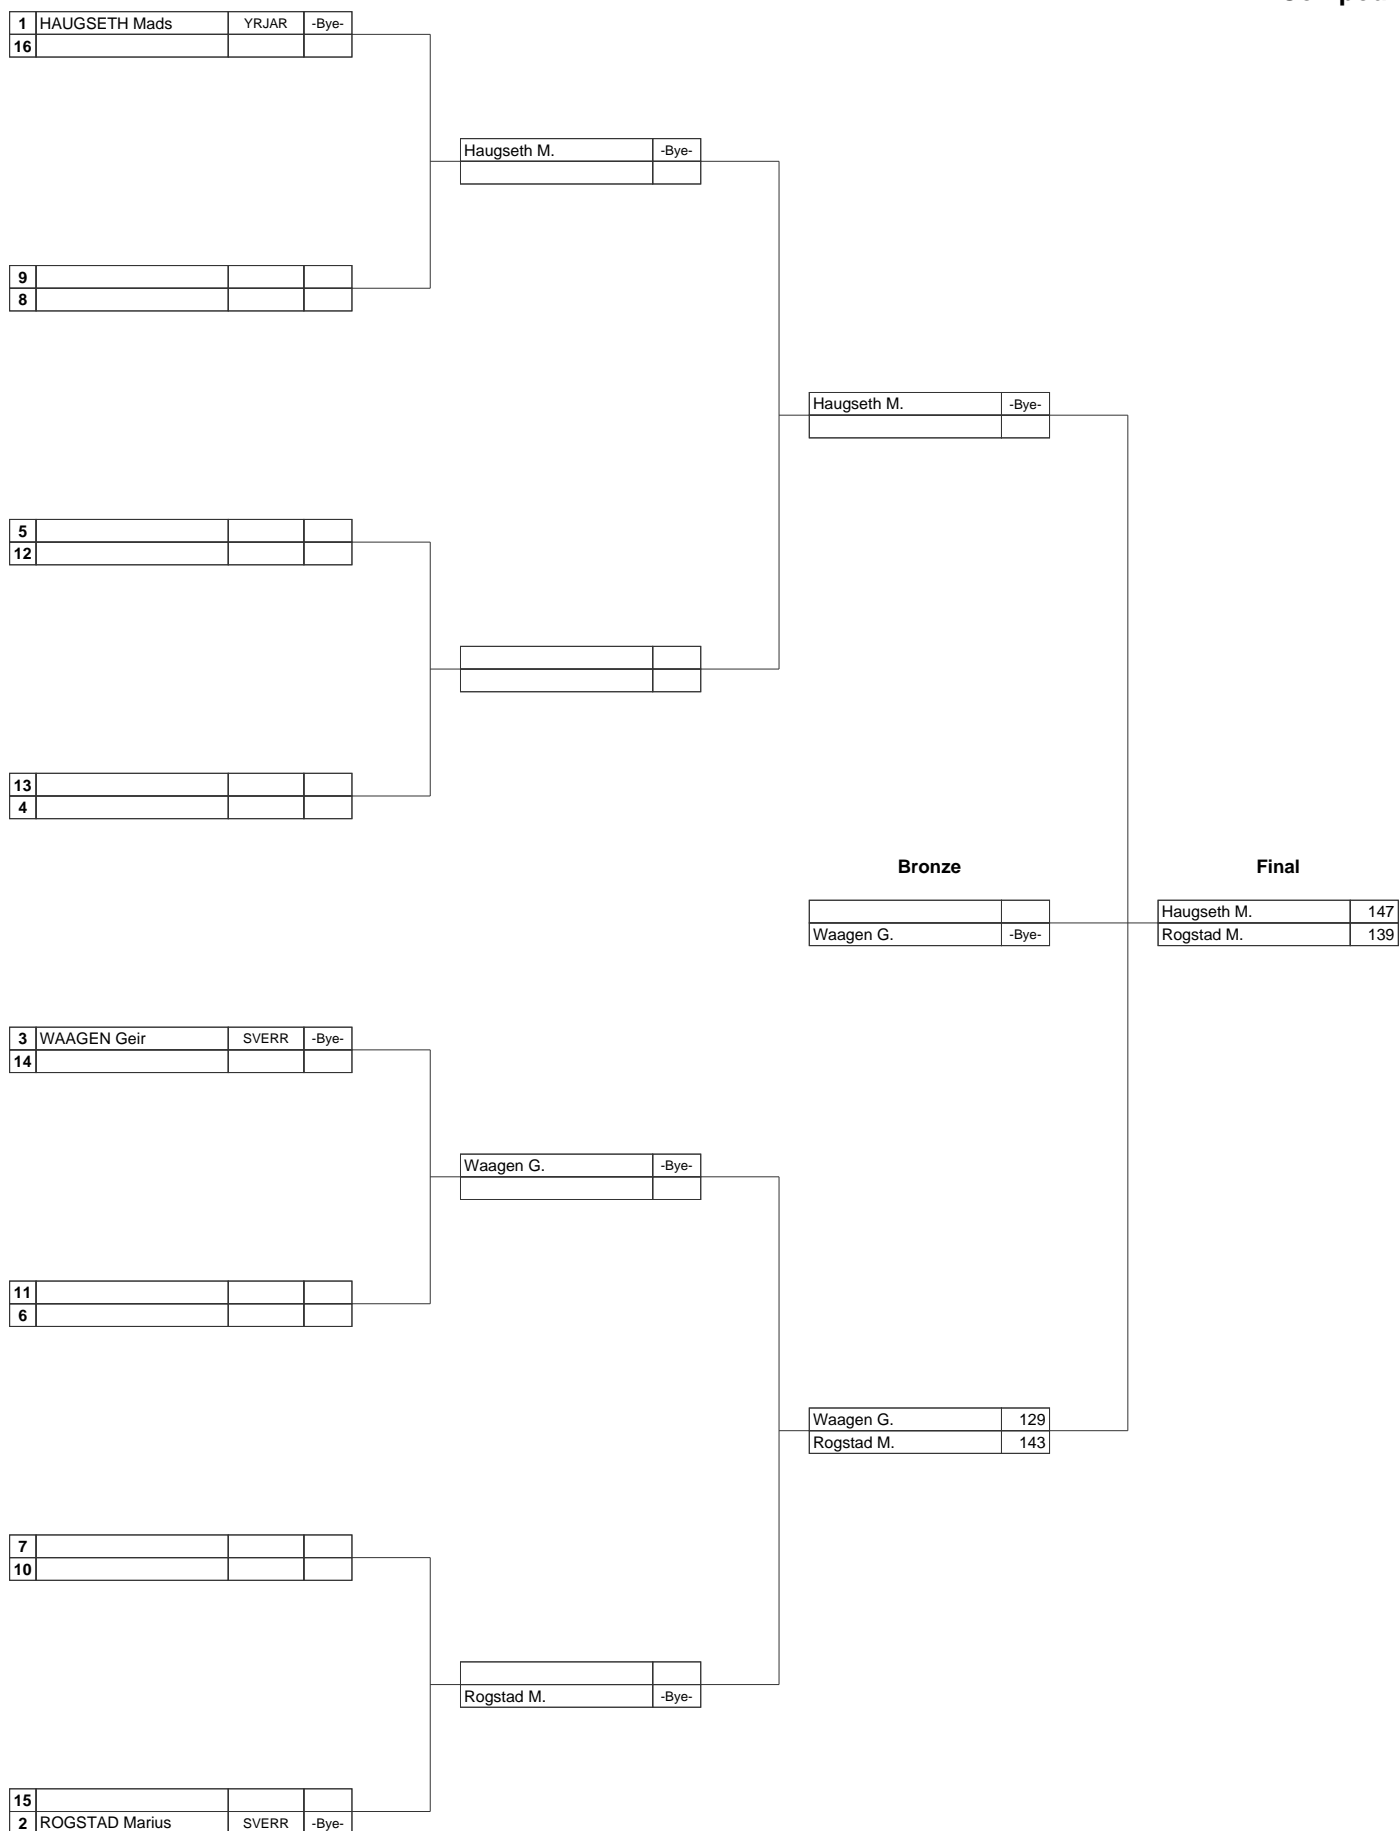 1 HAUGSETH Mads YRJAR -Bye-
16
Haugseth M. -Bye-
9
8
Haugseth M. -Bye-
5
12
13
4
Bronze Final
Haugseth M. 147
Waagen G. -Bye- Rogstad M. 139
3 WAAGEN Geir SVERR -Bye-
14
Waagen G. -Bye-
11
6
Waagen G. 129
Rogstad M. 143
7
10
Rogstad M. -Bye-
15
2 ROGSTAD Marius SVERR -Bye-